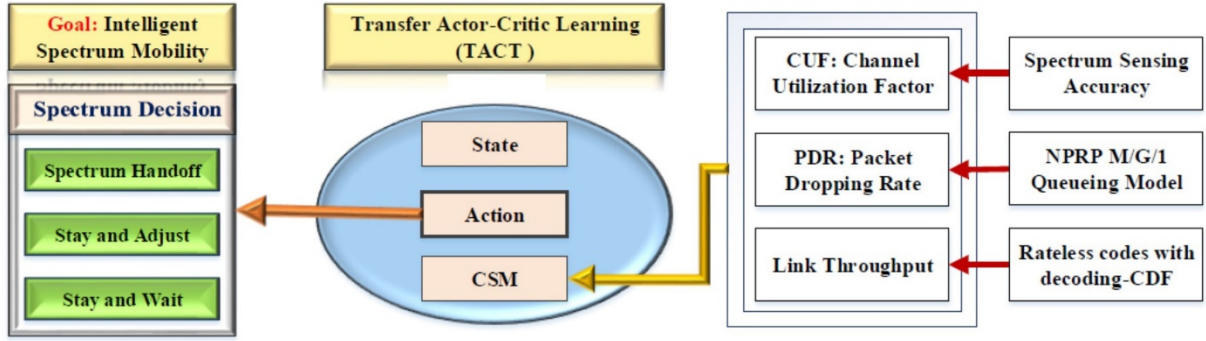 Goal: Intelligent
Spectrum Mobility
Spectrum Decision
Spectrum Handoff
Stay and Adjust
Stay and Wait
Transfer Actor-Critic Learning
(TACT )
State
Action
CSM
CUF: Channel
Utilization Factor
PDR: Packet
Dropping Rate
Link Throughput
Spectrum Sensing
Accuracy
NPRP M/G/1
Queueing Model
Rateless codes with
decoding-CDF